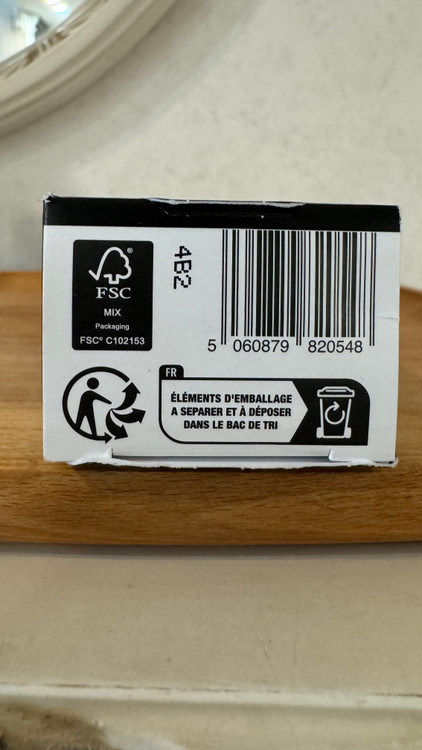 FSC®
MIX
Packaging
FSC® C102153
4B2
5 060879 820548
FR
ÉLÉMENTS D'EMBALLAGE
A SEPARER ET À DÉPOSER
DANS LE BAC DE TRI